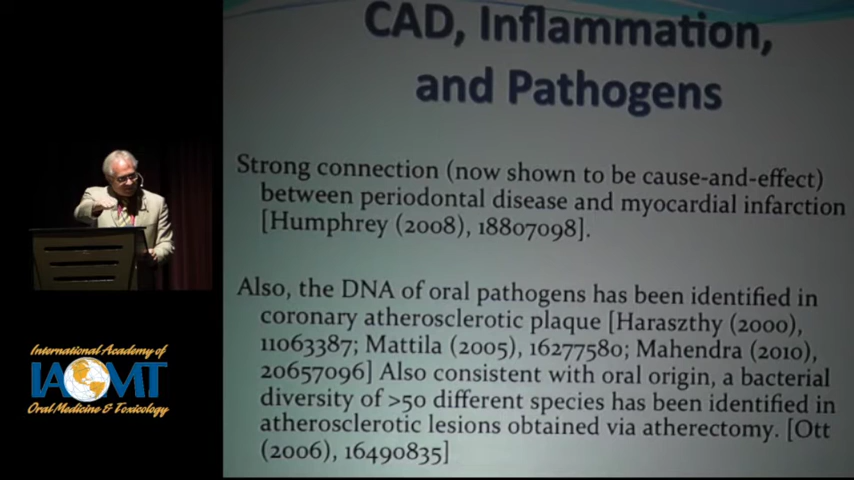 CAD, Inflammation,
and Pathogens
Strong connection (now shown to be cause-and-effect)
between periodontal disease and myocardial infarction
[Humphrey (2008), 18807098].
Also, the DNA of oral pathogens has been identified in
coronary atherosclerotic plaque [Haraszthy (2000),
11063387; Mattila (2005), 16277580; Mahendra (2010),
20657096] Also consistent with oral origin, a bacterial
diversity of >50 different species has been identified in
atherosclerotic lesions obtained via atherectomy. [Ott
(2006), 16490835]
International Academy of
IAOMT
Oral Medicine & Toxicology